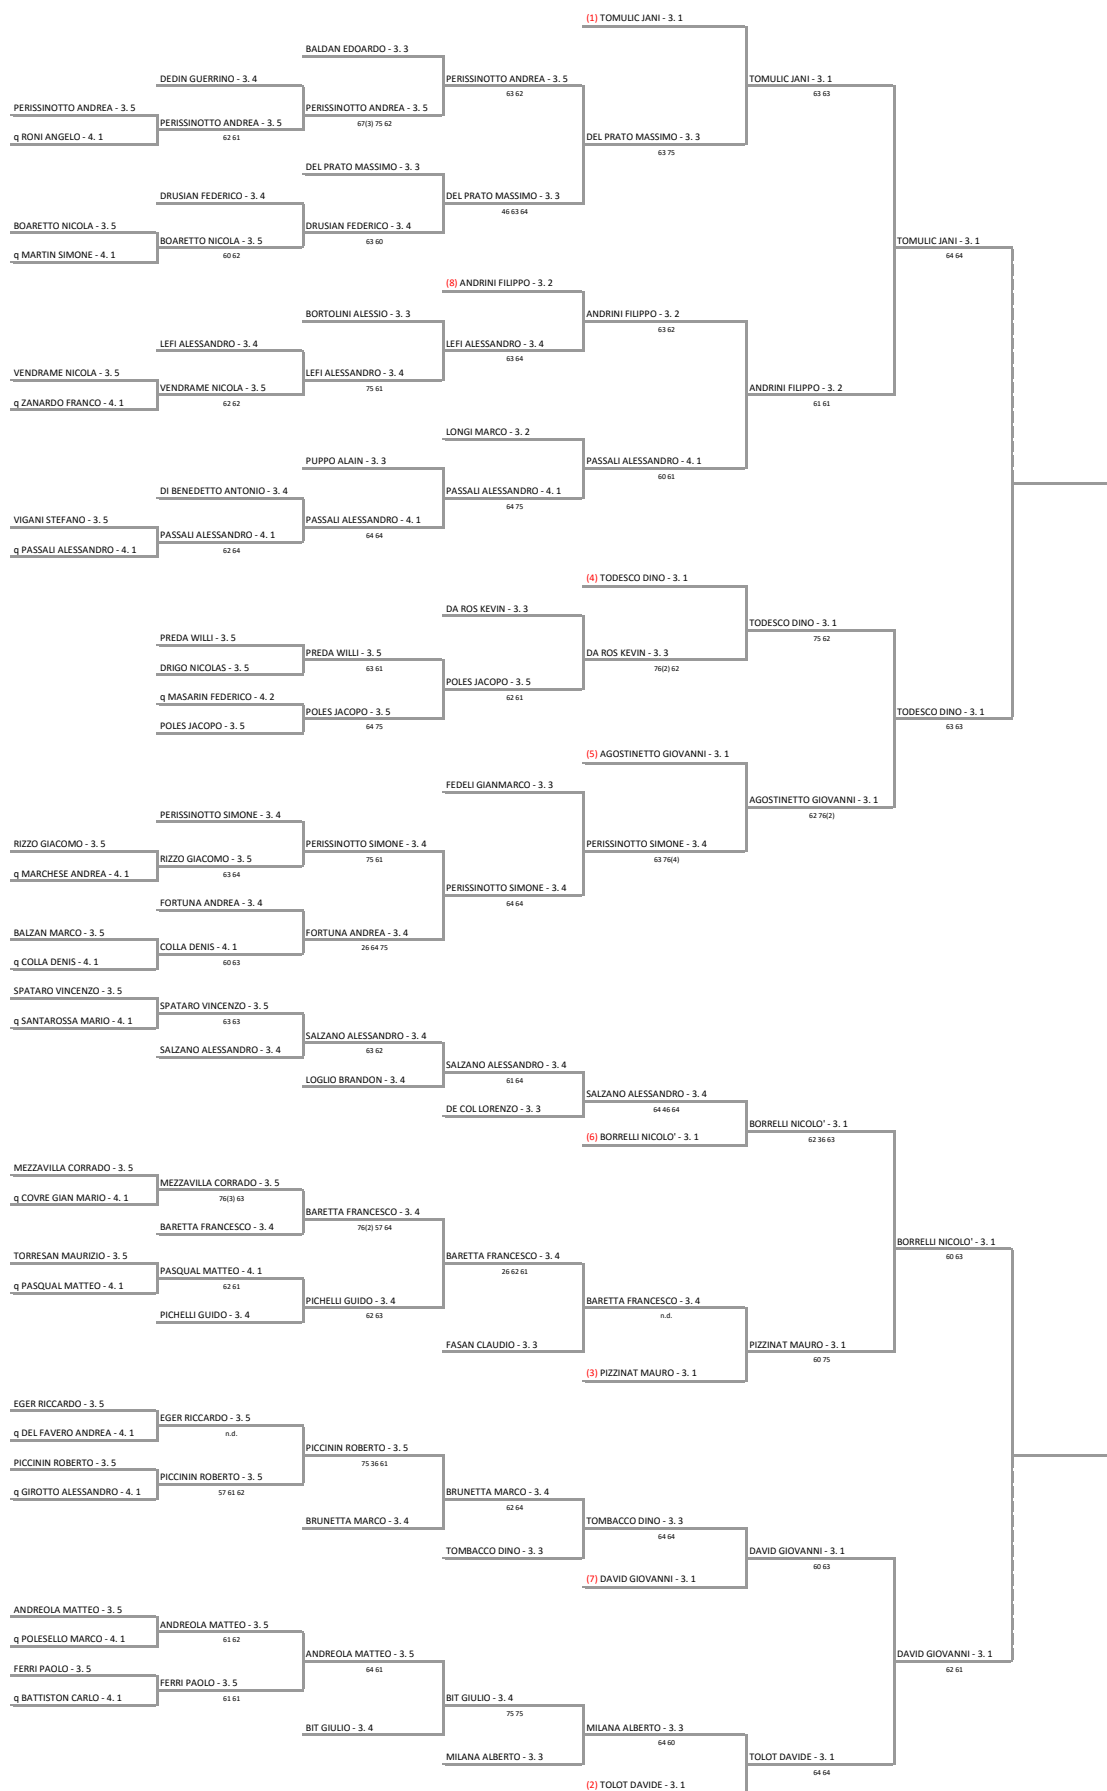 (1) TOMULIC JANI - 3. 1
BALDAN EDOARDO - 3. 3
DEDIN GUERRINO - 3. 4
PERISSINOTTO ANDREA - 3. 5
63 62
TOMULIC JANI - 3. 1
63 63
PERISSINOTTO ANDREA - 3. 5
PERISSINOTTO ANDREA - 3. 5
67(3) 75 62
PERISSINOTTO ANDREA - 3. 5
62 61
q RONI ANGELO - 4. 1
DEL PRATO MASSIMO - 3. 3
63 75
DEL PRATO MASSIMO - 3. 3
DRUSIAN FEDERICO - 3. 4
DEL PRATO MASSIMO - 3. 3
46 63 64
BOARETTO NICOLA - 3. 5
DRUSIAN FEDERICO - 3. 4
63 60
BOARETTO NICOLA - 3. 5
60 62
TOMULIC JANI - 3. 1
64 64
q MARTIN SIMONE - 4. 1
(8) ANDRINI FILIPPO - 3. 2
BORTOLINI ALESSIO - 3. 3
ANDRINI FILIPPO - 3. 2
63 62
LEFI ALESSANDRO - 3. 4
LEFI ALESSANDRO - 3. 4
63 64
VENDRAME NICOLA - 3. 5
LEFI ALESSANDRO - 3. 4
75 61
VENDRAME NICOLA - 3. 5
62 62
ANDRINI FILIPPO - 3. 2
61 61
q ZANARDO FRANCO - 4. 1
LONGI MARCO - 3. 2
PUPPO ALAIN - 3. 3
PASSALI ALESSANDRO - 4. 1
60 61
DI BENEDETTO ANTONIO - 3. 4
PASSALI ALESSANDRO - 4. 1
64 75
VIGANI STEFANO - 3. 5
PASSALI ALESSANDRO - 4. 1
64 64
PASSALI ALESSANDRO - 4. 1
62 64
q PASSALI ALESSANDRO - 4. 1
(4) TODESCO DINO - 3. 1
DA ROS KEVIN - 3. 3
TODESCO DINO - 3. 1
75 62
PREDA WILLI - 3. 5
PREDA WILLI - 3. 5
63 61
DA ROS KEVIN - 3. 3
76(2) 62
DRIGO NICOLAS - 3. 5
POLES JACOPO - 3. 5
62 61
q MASARIN FEDERICO - 4. 2
POLES JACOPO - 3. 5
64 75
TODESCO DINO - 3. 1
63 63
POLES JACOPO - 3. 5
(5) AGOSTINETTO GIOVANNI - 3. 1
FEDELI GIANMARCO - 3. 3
AGOSTINETTO GIOVANNI - 3. 1
62 76(2)
PERISSINOTTO SIMONE - 3. 4
RIZZO GIACOMO - 3. 5
PERISSINOTTO SIMONE - 3. 4
75 61
PERISSINOTTO SIMONE - 3. 4
63 76(4)
RIZZO GIACOMO - 3. 5
63 64
q MARCHESE ANDREA - 4. 1
PERISSINOTTO SIMONE - 3. 4
64 64
FORTUNA ANDREA - 3. 4
BALZAN MARCO - 3. 5
FORTUNA ANDREA - 3. 4
26 64 75
COLLA DENIS - 4. 1
60 63
q COLLA DENIS - 4. 1
SPATARO VINCENZO - 3. 5
SPATARO VINCENZO - 3. 5
63 63
q SANTAROSSA MARIO - 4. 1
SALZANO ALESSANDRO - 3. 4
63 62
SALZANO ALESSANDRO - 3. 4
SALZANO ALESSANDRO - 3. 4
61 64
LOGLIO BRANDON - 3. 4
SALZANO ALESSANDRO - 3. 4
64 46 64
DE COL LORENZO - 3. 3
BORRELLI NICOLO' - 3. 1
62 36 63
(6) BORRELLI NICOLO' - 3. 1
MEZZAVILLA CORRADO - 3. 5
MEZZAVILLA CORRADO - 3. 5
76(3) 63
q COVRE GIAN MARIO - 4. 1
BARETTA FRANCESCO - 3. 4
76(2) 57 64
BARETTA FRANCESCO - 3. 4
BORRELLI NICOLO' - 3. 1
60 63
TORRESAN MAURIZIO - 3. 5
BARETTA FRANCESCO - 3. 4
26 62 61
PASQUAL MATTEO - 4. 1
62 61
q PASQUAL MATTEO - 4. 1
PICHELLI GUIDO - 3. 4
62 63
BARETTA FRANCESCO - 3. 4
n.d.
PICHELLI GUIDO - 3. 4
FASAN CLAUDIO - 3. 3
PIZZINAT MAURO - 3. 1
60 75
(3) PIZZINAT MAURO - 3. 1
EGER RICCARDO - 3. 5
EGER RICCARDO - 3. 5
n.d.
q DEL FAVERO ANDREA - 4. 1
PICCININ ROBERTO - 3. 5
75 36 61
PICCININ ROBERTO - 3. 5
PICCININ ROBERTO - 3. 5
57 61 62
q GIROTTO ALESSANDRO - 4. 1
BRUNETTA MARCO - 3. 4
62 64
BRUNETTA MARCO - 3. 4
TOMBACCO DINO - 3. 3
64 64
TOMBACCO DINO - 3. 3
DAVID GIOVANNI - 3. 1
60 63
(7) DAVID GIOVANNI - 3. 1
ANDREOLA MATTEO - 3. 5
ANDREOLA MATTEO - 3. 5
61 62
q POLESELLO MARCO - 4. 1
ANDREOLA MATTEO - 3. 5
64 61
DAVID GIOVANNI - 3. 1
62 61
FERRI PAOLO - 3. 5
FERRI PAOLO - 3. 5
61 61
q BATTISTON CARLO - 4. 1
BIT GIULIO - 3. 4
75 75
BIT GIULIO - 3. 4
MILANA ALBERTO - 3. 3
64 60
MILANA ALBERTO - 3. 3
TOLOT DAVIDE - 3. 1
64 64
(2) TOLOT DAVIDE - 3. 1